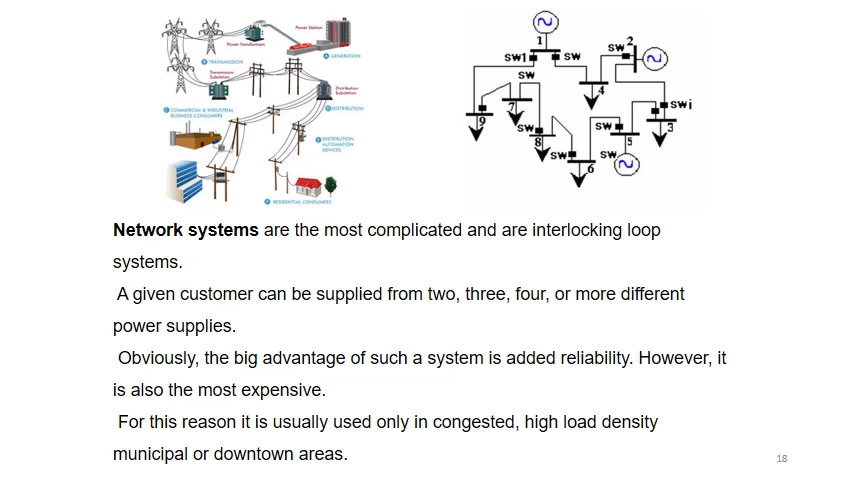 Power Station
Power Transformers
A GENERATION
B TRANSMISSION
Transmission
Substation
Distribution
Substation
C COMMERCIAL & INDUSTRIAL
BUSINESS CONSUMERS
D DISTRIBUTION
E DISTRIBUTION
AUTOMATION
DEVICES
F RESIDENTIAL CONSUMERS
1
sw1
sw
sw 2
sw
4
7
swi
9
sw
sw
3
8
5
sw
sw
6
Network systems are the most complicated and are interlocking loop
systems.
A given customer can be supplied from two, three, four, or more different
power supplies.
Obviously, the big advantage of such a system is added reliability. However, it
is also the most expensive.
For this reason it is usually used only in congested, high load density
municipal or downtown areas.
18